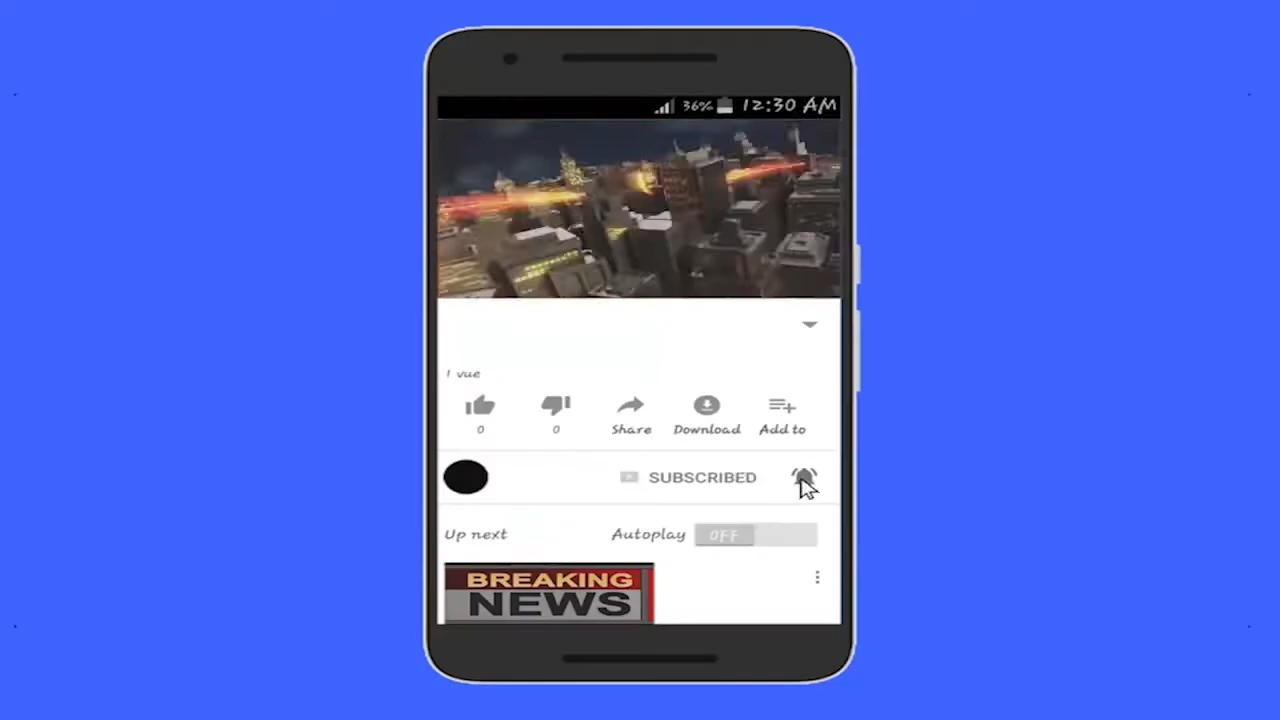 36% 12:30 AM
1 vue
0 0 Share Download Add to
SUBSCRIBED
Up next Autoplay OFF
BREAKING
NEWS